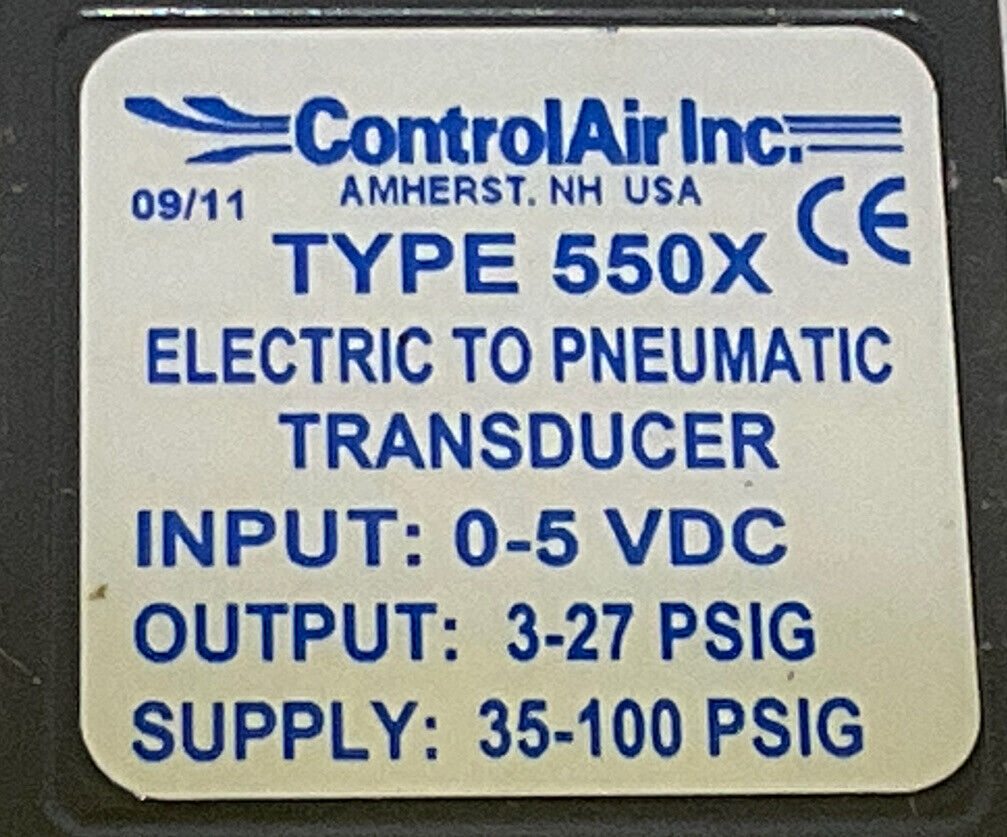 ControlAir Inc.
AMHERST, NH USA
09/11
CE
TYPE 550X
ELECTRIC TO PNEUMATIC
TRANSDUCER
INPUT: 0-5 VDC
OUTPUT: 3-27 PSIG
SUPPLY: 35-100 PSIG